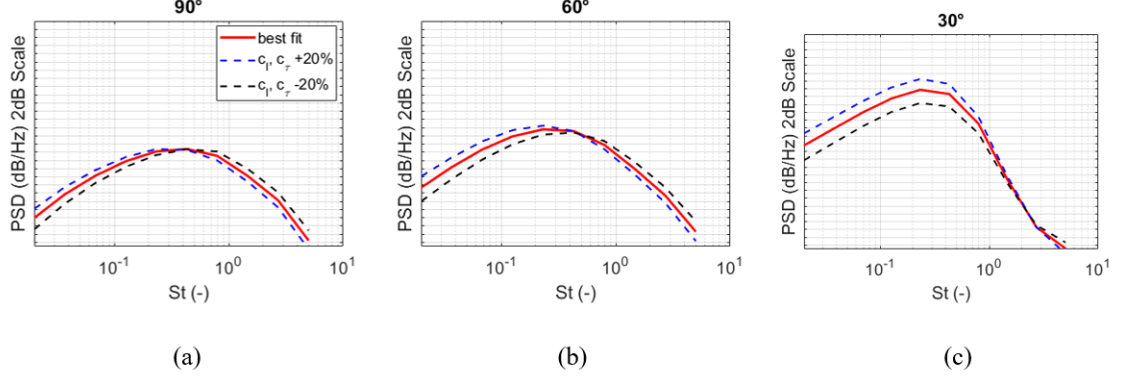 90°
PSD (dB/Hz) 2dB Scale
best fit
c_l, c_τ +20%
c_l, c_τ -20%
10^-1
10^0
10^1
St (-)
(a)
60°
PSD (dB/Hz) 2dB Scale
10^-1
10^0
10^1
St (-)
(b)
30°
PSD (dB/Hz) 2dB Scale
10^-1
10^0
10^1
St (-)
(c)